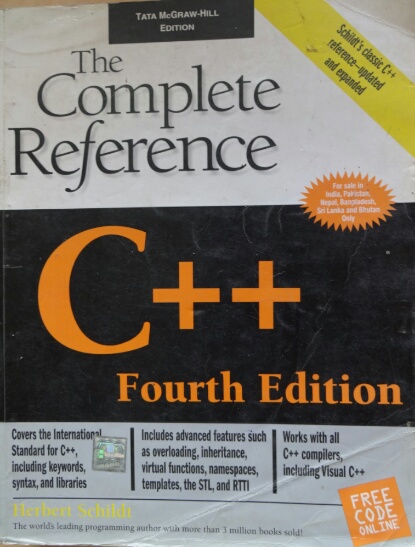 TATA MCGRAW-HILL
EDITION
Schildt's classic C++
reference—updated
and expanded
The
Complete
Reference
For sale in
India, Pakistan,
Nepal, Bangladesh,
Sri Lanka and Bhutan
Only
C++
Fourth Edition
Covers the International
Standard for C++,
including keywords,
syntax, and libraries
Includes advanced features such
as overloading, inheritance,
virtual functions, namespaces,
templates, the STL, and RTTI
Works with all
C++ compilers,
including Visual C++
Herbert Schildt
The world's leading programming author with more than 3 million books sold!
FREE
CODE
ONLINE